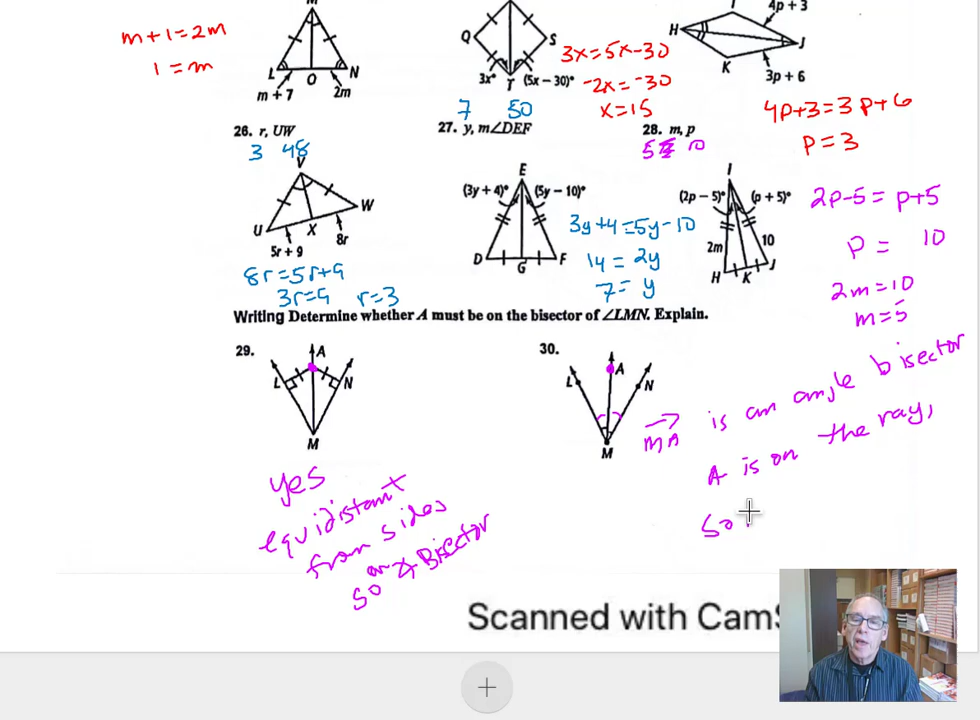 M
m+1=2m
1=m
L
O
N
m + 7
2m
Q
S
T
3x°
(5x − 30)°
3x=5x-30
-2x=-30
x=15
H
I
J
K
4p + 3
3p + 6
4p+3=3p+6
p=3
7 50
26. r, UW
3 48
27. y, m∠DEF
28. m, p
5 10
V
U
X
W
5r + 9
8r
8r=5r+9
3r=9 r=3
E
(3y + 4)°
(5y − 10)°
D
G
F
3y+4=5y-10
14=2y
7=y
I
(2p − 5)°
(p + 5)°
2m
10
H
K
J
2p-5=p+5
p= 10
2m=10
m=5
Writing Determine whether A must be on the bisector of ∠LMN. Explain.
29.
A
L
N
M
yes
equidistant
from sides
so on ∡ Bisector
30.
A
L
N
M
MA is an angle bisector
A is on the ray,
so
Scanned with CamS